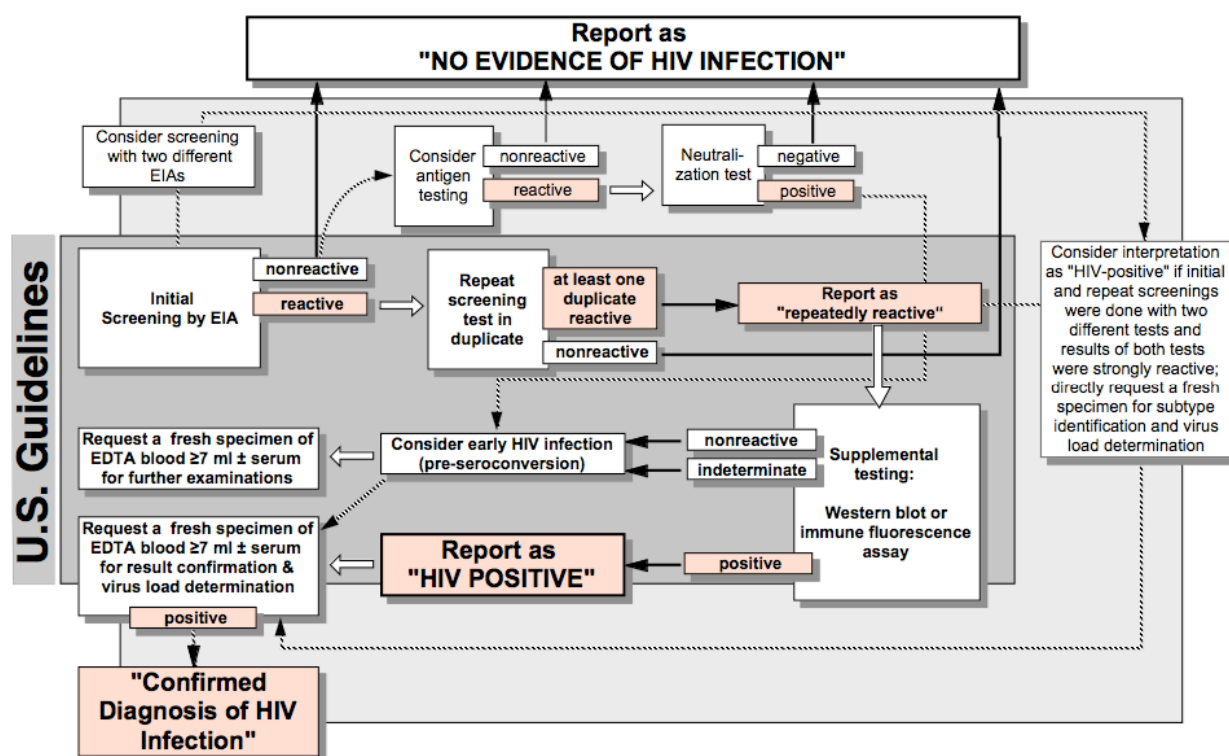 Report as
"NO EVIDENCE OF HIV INFECTION"
Consider screening
with two different
EIAs
Consider
antigen
testing
nonreactive
reactive
Neutrali-
zation test
negative
positive
U.S. Guidelines
Initial
Screening by EIA
nonreactive
reactive
Repeat
screening
test in
duplicate
at least one
duplicate
reactive
nonreactive
Report as
"repeatedly reactive“
Consider interpretation
as "HIV-positive" if initial
and repeat screenings
were done with two
different tests and
results of both tests
were strongly reactive;
directly request a fresh
specimen for subtype
identification and virus
load determination
Request a fresh specimen of
EDTA blood ≥7 ml ± serum
for further examinations
Consider early HIV infection
(pre-seroconversion)
nonreactive
indeterminate
Supplemental
testing:
Western blot or
immune fluorescence
assay
positive
Request a fresh specimen of
EDTA blood ≥7 ml ± serum
for result confirmation &
virus load determination
positive
Report as
"HIV POSITIVE"
"Confirmed
Diagnosis of HIV
Infection"